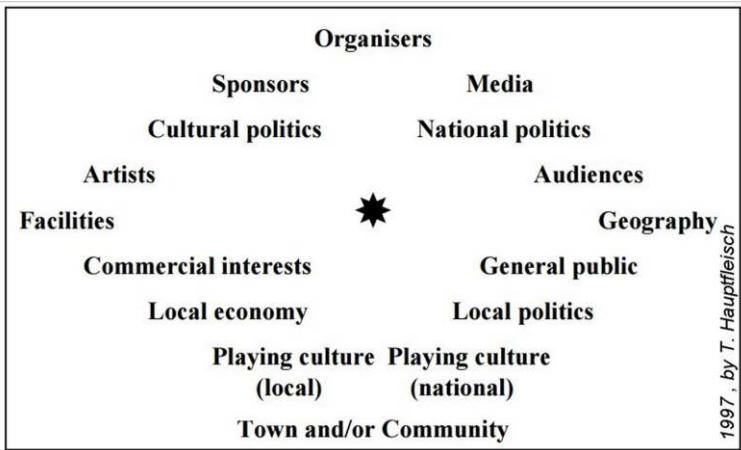 Organisers
Sponsors Media
Cultural politics National politics
Artists Audiences
Facilities Geography
Commercial interests General public
Local economy Local politics
Playing culture Playing culture
(local) (national)
Town and/or Community
1997 , by T. Hauptfleisch